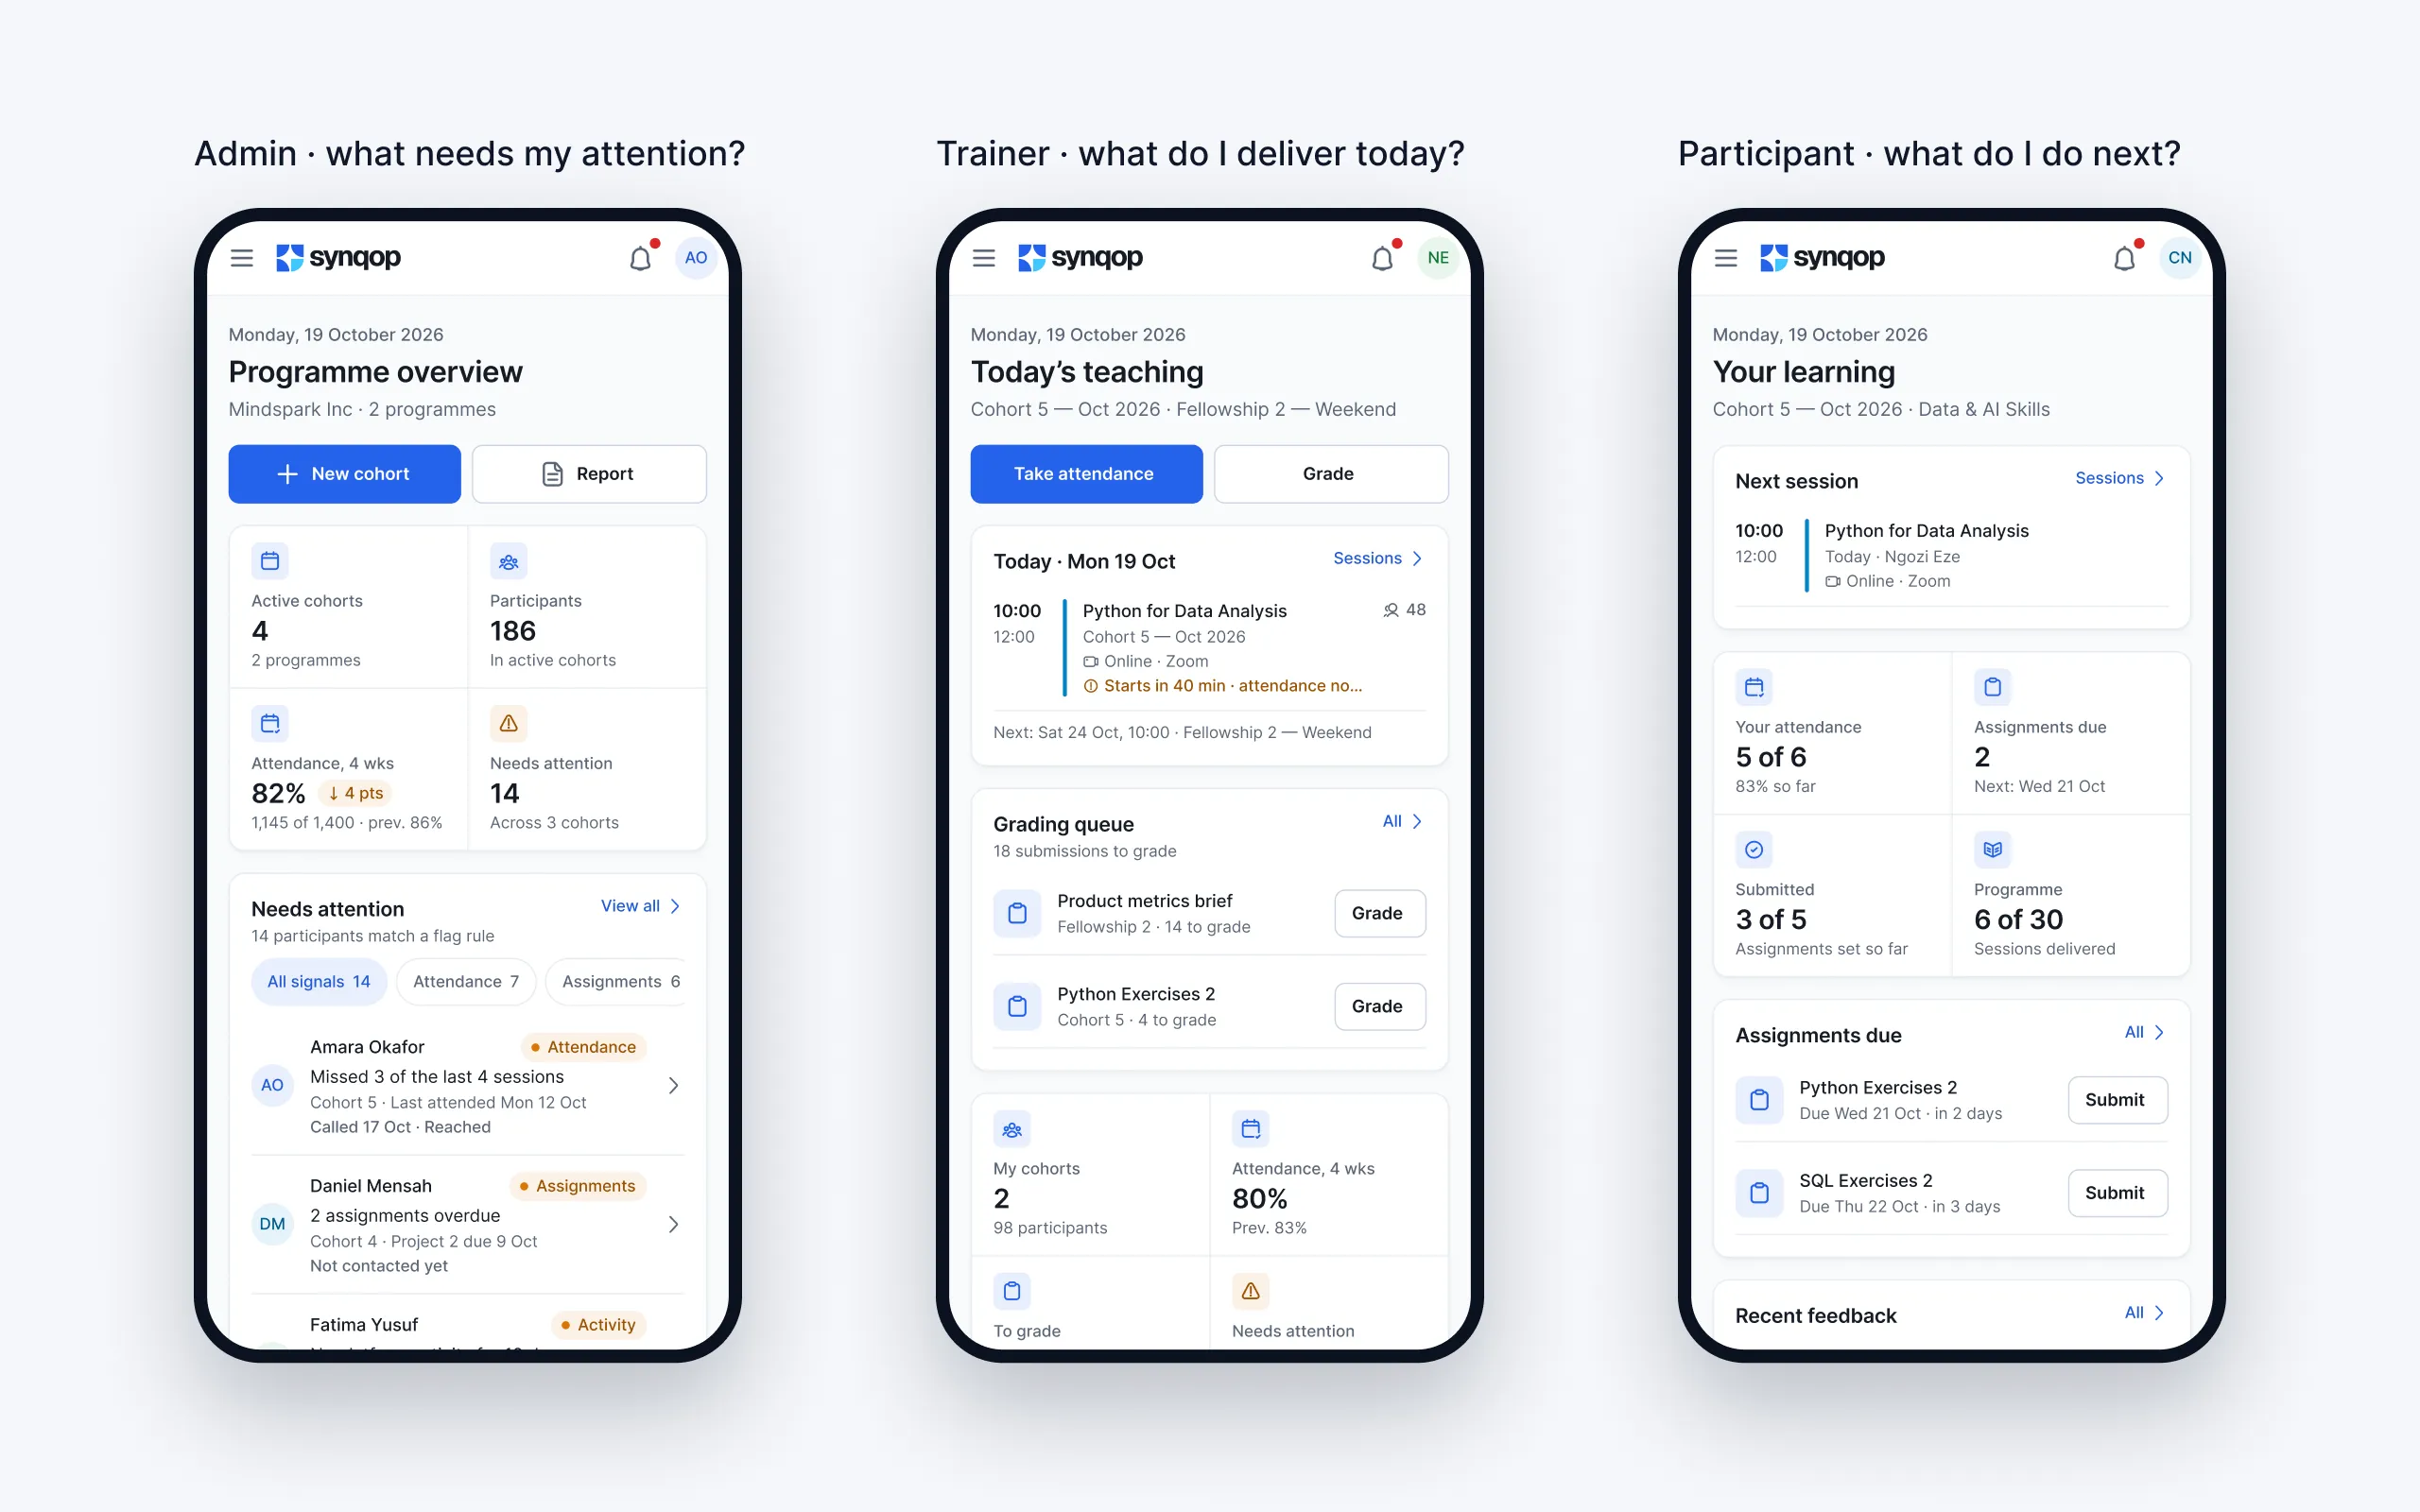 Admin · what needs my attention?
synqop
AO
Monday, 19 October 2026
Programme overview
Mindspark Inc · 2 programmes
New cohort
Report
Active cohorts
4
2 programmes
Participants
186
In active cohorts
Attendance, 4 wks
82% ↓ 4 pts
1,145 of 1,400 · prev. 86%
Needs attention
14
Across 3 cohorts
Needs attention
View all
14 participants match a flag rule
All signals 14
Attendance 7
Assignments 6
AO
Amara Okafor
Attendance
Missed 3 of the last 4 sessions
Cohort 5 · Last attended Mon 12 Oct
Called 17 Oct · Reached
DM
Daniel Mensah
Assignments
2 assignments overdue
Cohort 4 · Project 2 due 9 Oct
Not contacted yet
Fatima Yusuf
Activity
Trainer · what do I deliver today?
synqop
NE
Monday, 19 October 2026
Today’s teaching
Cohort 5 — Oct 2026 · Fellowship 2 — Weekend
Take attendance
Grade
Today · Mon 19 Oct
Sessions
10:00
12:00
Python for Data Analysis
48
Cohort 5 — Oct 2026
Online · Zoom
Starts in 40 min · attendance no...
Next: Sat 24 Oct, 10:00 · Fellowship 2 — Weekend
Grading queue
All
18 submissions to grade
Product metrics brief
Fellowship 2 · 14 to grade
Grade
Python Exercises 2
Cohort 5 · 4 to grade
Grade
My cohorts
2
98 participants
Attendance, 4 wks
80%
Prev. 83%
To grade
Needs attention
Participant · what do I do next?
synqop
CN
Monday, 19 October 2026
Your learning
Cohort 5 — Oct 2026 · Data & AI Skills
Next session
Sessions
10:00
12:00
Python for Data Analysis
Today · Ngozi Eze
Online · Zoom
Your attendance
5 of 6
83% so far
Assignments due
2
Next: Wed 21 Oct
Submitted
3 of 5
Assignments set so far
Programme
6 of 30
Sessions delivered
Assignments due
All
Python Exercises 2
Due Wed 21 Oct · in 2 days
Submit
SQL Exercises 2
Due Thu 22 Oct · in 3 days
Submit
Recent feedback
All